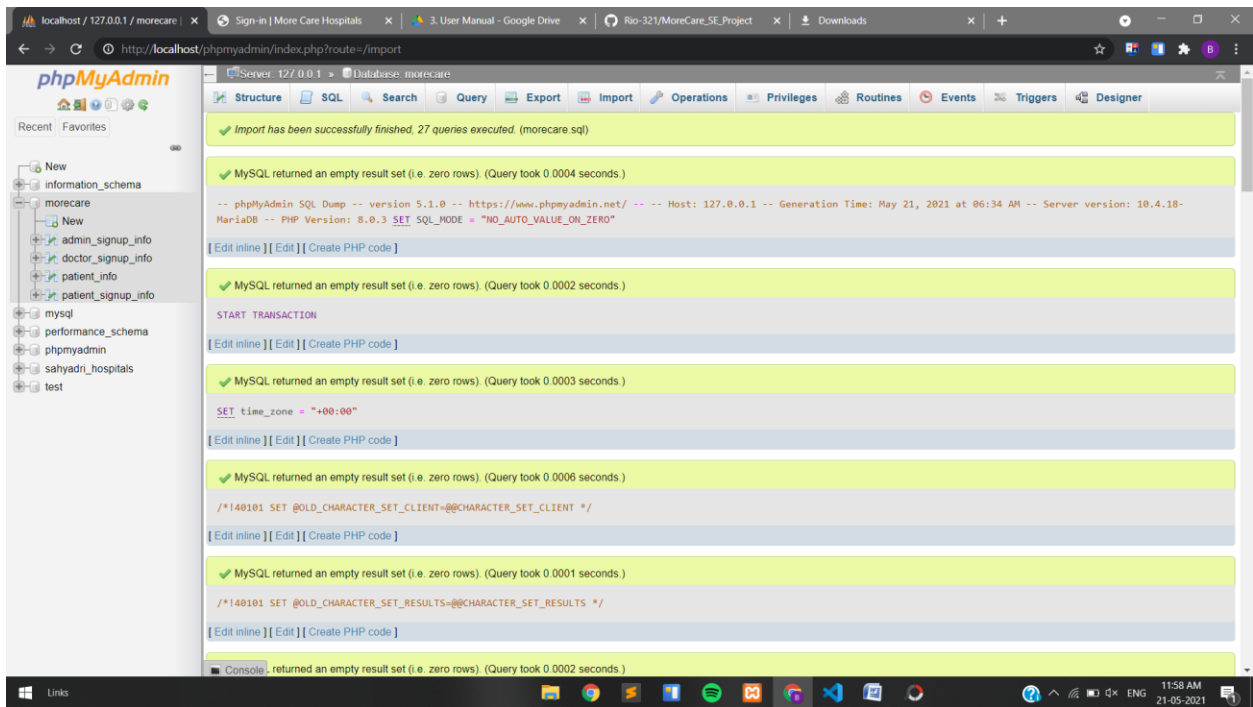 localhost / 127.0.0.1 / morecare |
Sign-in | More Care Hospitals
3. User Manual - Google Drive
Rio-321/MoreCare_SE_Project
Downloads
http://localhost/phpmyadmin/index.php?route=/import
B
phpMyAdmin
Recent Favorites
New
information_schema
morecare
New
admin_signup_info
doctor_signup_info
patient_info
patient_signup_info
mysql
performance_schema
phpmyadmin
sahyadri_hospitals
test
Server: 127.0.0.1 » Database: morecare
Structure SQL Search Query Export Import Operations Privileges Routines Events Triggers Designer
Import has been successfully finished, 27 queries executed. (morecare.sql)
MySQL returned an empty result set (i.e. zero rows). (Query took 0.0004 seconds.)
-- phpMyAdmin SQL Dump -- version 5.1.0 -- https://www.phpmyadmin.net/ -- -- Host: 127.0.0.1 -- Generation Time: May 21, 2021 at 06:34 AM -- Server version: 10.4.18-
MariaDB -- PHP Version: 8.0.3 SET SQL_MODE = "NO_AUTO_VALUE_ON_ZERO"
[ Edit inline ] [ Edit ] [ Create PHP code ]
MySQL returned an empty result set (i.e. zero rows). (Query took 0.0002 seconds.)
START TRANSACTION
[ Edit inline ] [ Edit ] [ Create PHP code ]
MySQL returned an empty result set (i.e. zero rows). (Query took 0.0003 seconds.)
SET time_zone = "+00:00"
[ Edit inline ] [ Edit ] [ Create PHP code ]
MySQL returned an empty result set (i.e. zero rows). (Query took 0.0006 seconds.)
/*!40101 SET @OLD_CHARACTER_SET_CLIENT=@@CHARACTER_SET_CLIENT */
[ Edit inline ] [ Edit ] [ Create PHP code ]
MySQL returned an empty result set (i.e. zero rows). (Query took 0.0001 seconds.)
/*!40101 SET @OLD_CHARACTER_SET_RESULTS=@@CHARACTER_SET_RESULTS */
[ Edit inline ] [ Edit ] [ Create PHP code ]
Console returned an empty result set (i.e. zero rows). (Query took 0.0002 seconds.)
Links
ENG
11:58 AM
21-05-2021